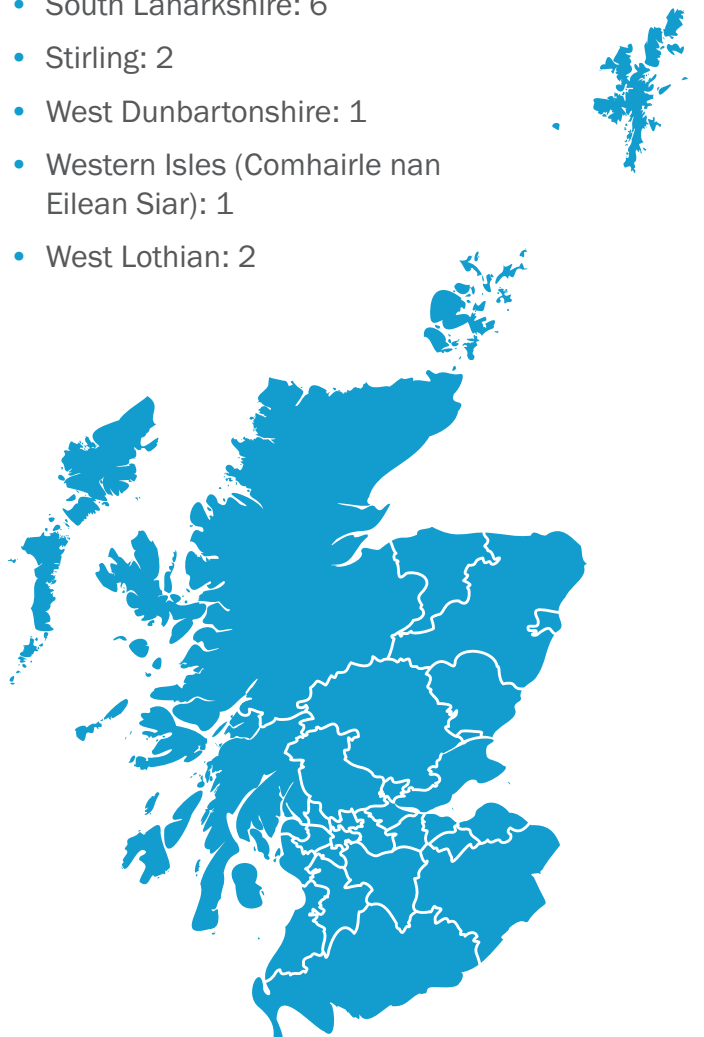 South Lanarkshire: 6
• Stirling: 2
• West Dunbartonshire: 1
• Western Isles (Comhairle nan
Eilean Siar): 1
• West Lothian: 2